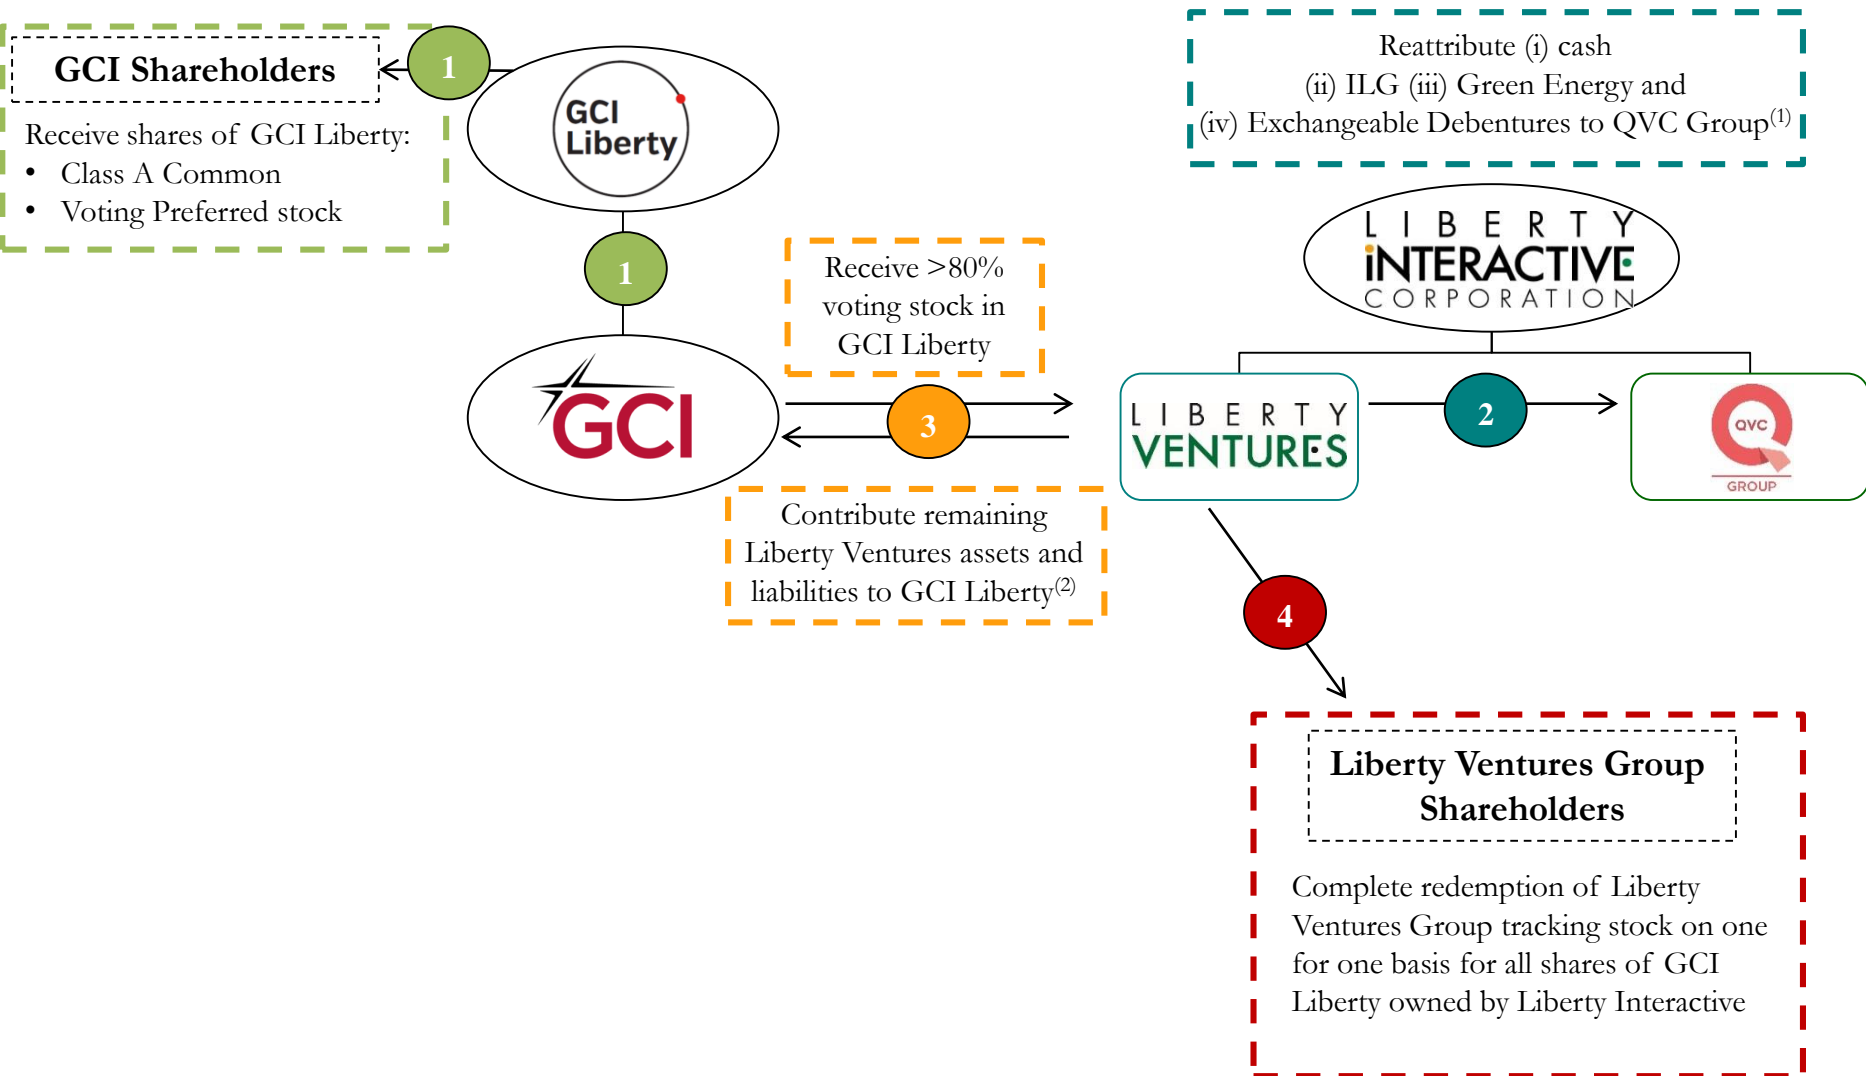 GCI Shareholders
1
Receive shares of GCI Liberty:
• Class A Common
• Voting Preferred stock
GCI
Liberty
1
GCI
Receive >80%
voting stock in
GCI Liberty
3
Contribute remaining
Liberty Ventures assets and
liabilities to GCI Liberty(2)
Reattribute (i) cash
(ii) ILG (iii) Green Energy and
(iv) Exchangeable Debentures to QVC Group(1)
LIBERTY
iNTERACTIVE
CORPORATION
LIBERTY
VENTURES
2
QVC
GROUP
4
Liberty Ventures Group
Shareholders
Complete redemption of Liberty
Ventures Group tracking stock on one
for one basis for all shares of GCI
Liberty owned by Liberty Interactive